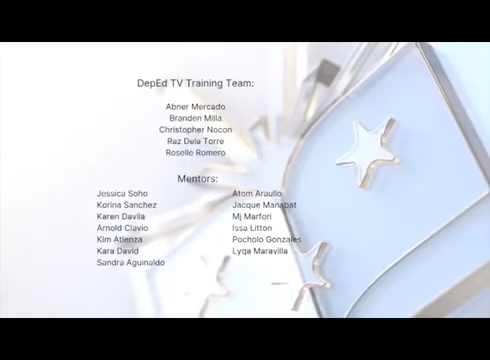 DepEd TV Training Team:
Abner Mercado
Branden Milla
Christopher Nocon
Raz Dela Torre
Roselle Romero
Mentors:
Jessica Soho
Korina Sanchez
Karen Davila
Arnold Clavio
Kim Atienza
Kara David
Sandra Aguinaldo
Atom Araullo
Jacque Manabat
Mj Marfori
Issa Litton
Pocholo Gonzales
Lyqa Maravilla